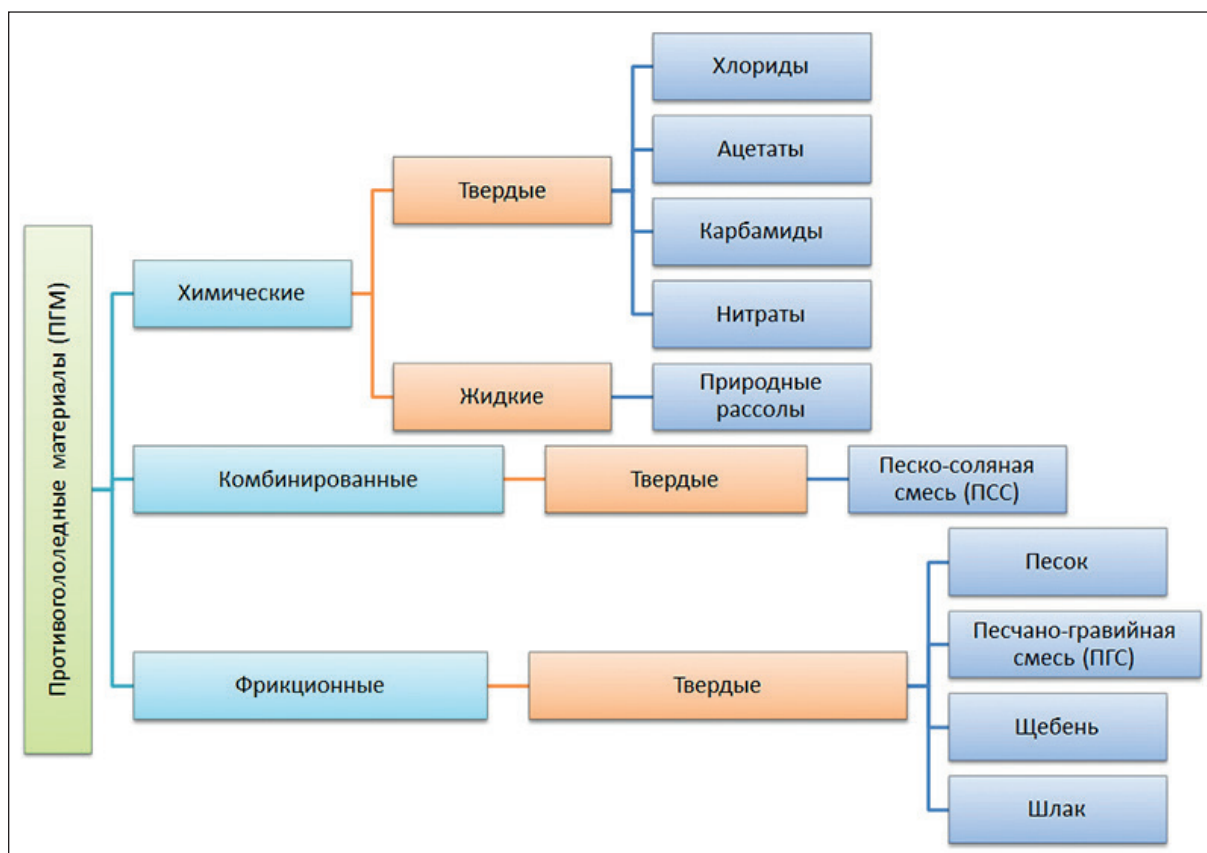 Противогололедные материалы (ПГМ)
Химические
Твердые
Хлориды
Ацетаты
Карбамиды
Нитраты
Жидкие
Природные
рассолы
Комбинированные
Твердые
Песко-соляная
смесь (ПСС)
Фрикционные
Твердые
Песок
Песчано-гравийная
смесь (ПГС)
Щебень
Шлак